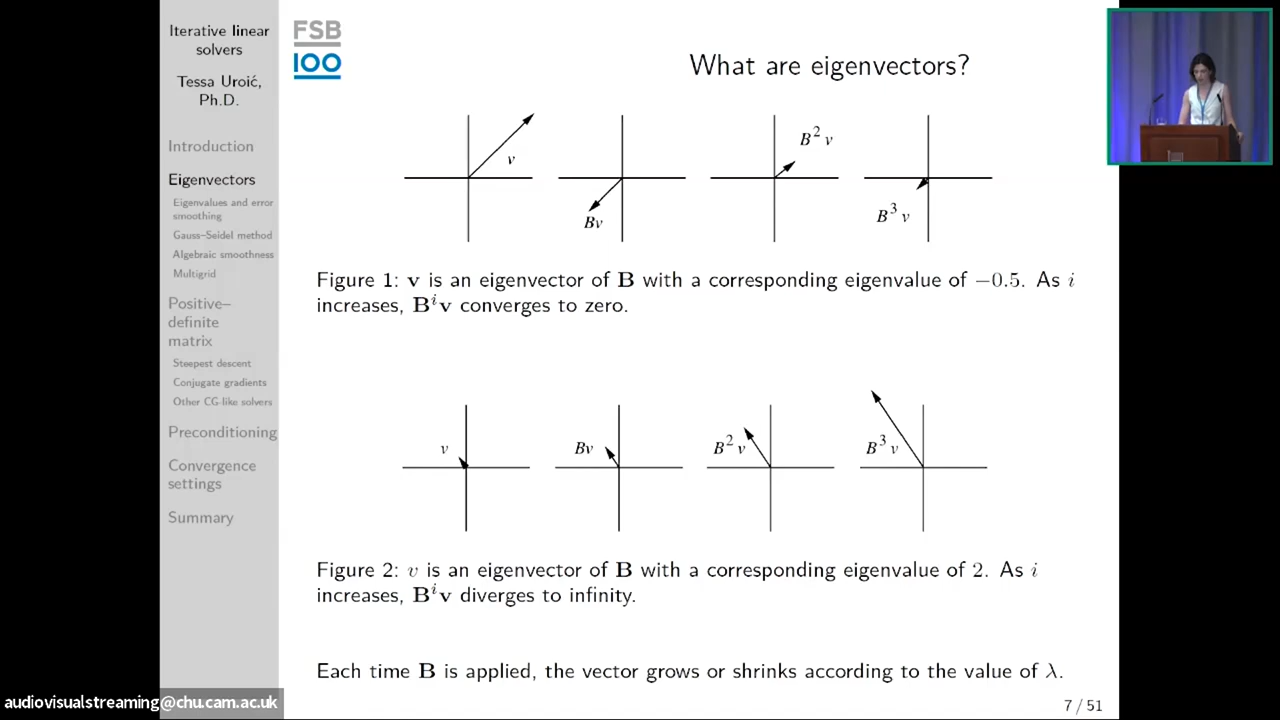 Iterative linear
solvers
Tessa Uroić,
Ph.D.
Introduction
Eigenvectors
Eigenvalues and error
smoothing
Gauss–Seidel method
Algebraic smoothness
Multigrid
Positive–
definite
matrix
Steepest descent
Conjugate gradients
Other CG-like solvers
Preconditioning
Convergence
settings
Summary
FSB
100
What are eigenvectors?
v
Bv
B² v
B³ v
Figure 1: v is an eigenvector of B with a corresponding eigenvalue of −0.5. As i
increases, Bⁱv converges to zero.
v
Bv
B² v
B³ v
Figure 2: v is an eigenvector of B with a corresponding eigenvalue of 2. As i
increases, Bⁱv diverges to infinity.
Each time B is applied, the vector grows or shrinks according to the value of λ.
audiovisualstreaming@chu.cam.ac.uk
7 / 51